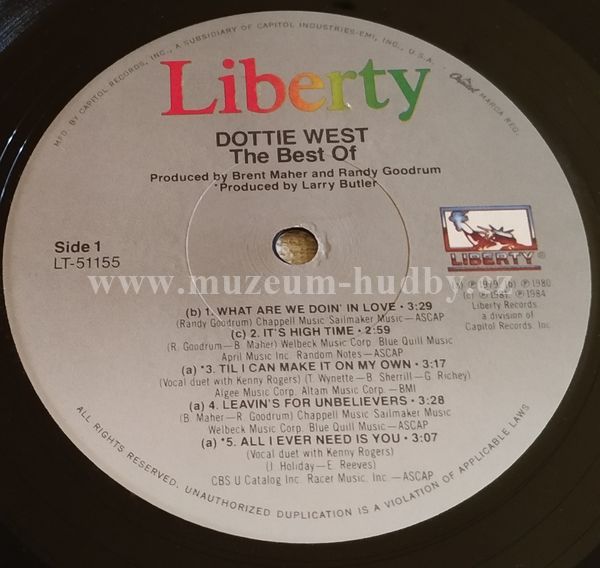 MFD. BY CAPITOL RECORDS, INC., A SUBSIDIARY OF CAPITOL INDUSTRIES-EMI, INC., U.S.A.
Capitol MARCA REG.
Liberty
DOTTIE WEST
The Best Of
Produced by Brent Maher and Randy Goodrum
*Produced by Larry Butler
Side 1
LT-51155
LIBERTY®
www.muzeum-hudby.cz
(a) ℗ 1979 (b) ℗ 1980
(c) ℗ 1981 ℗ 1984
Liberty Records,
a division of
Capitol Records, Inc.
(b) 1. WHAT ARE WE DOIN' IN LOVE • 3:29
(Randy Goodrum) Chappell Music Sailmaker Music—ASCAP
(c) 2. IT'S HIGH TIME • 2:59
(R. Goodrum—B. Maher) Welbeck Music Corp. Blue Quill Music
April Music Inc. Random Notes—ASCAP
(a) *3. TIL I CAN MAKE IT ON MY OWN • 3:17
(Vocal duet with Kenny Rogers) (T. Wynette—B. Sherrill—G. Richey)
Algee Music Corp. Altam Music Corp.—BMI
(a) 4. LEAVIN'S FOR UNBELIEVERS • 3:28
(B. Maher—R. Goodrum) Chappell Music Sailmaker Music
Welbeck Music Corp. Blue Quill Music—ASCAP
(a) *5. ALL I EVER NEED IS YOU • 3:07
(Vocal duet with Kenny Rogers)
(J. Holiday—E. Reeves)
CBS U Catalog Inc. Racer Music, Inc.—ASCAP
ALL RIGHTS RESERVED. UNAUTHORIZED DUPLICATION IS A VIOLATION OF APPLICABLE LAWS